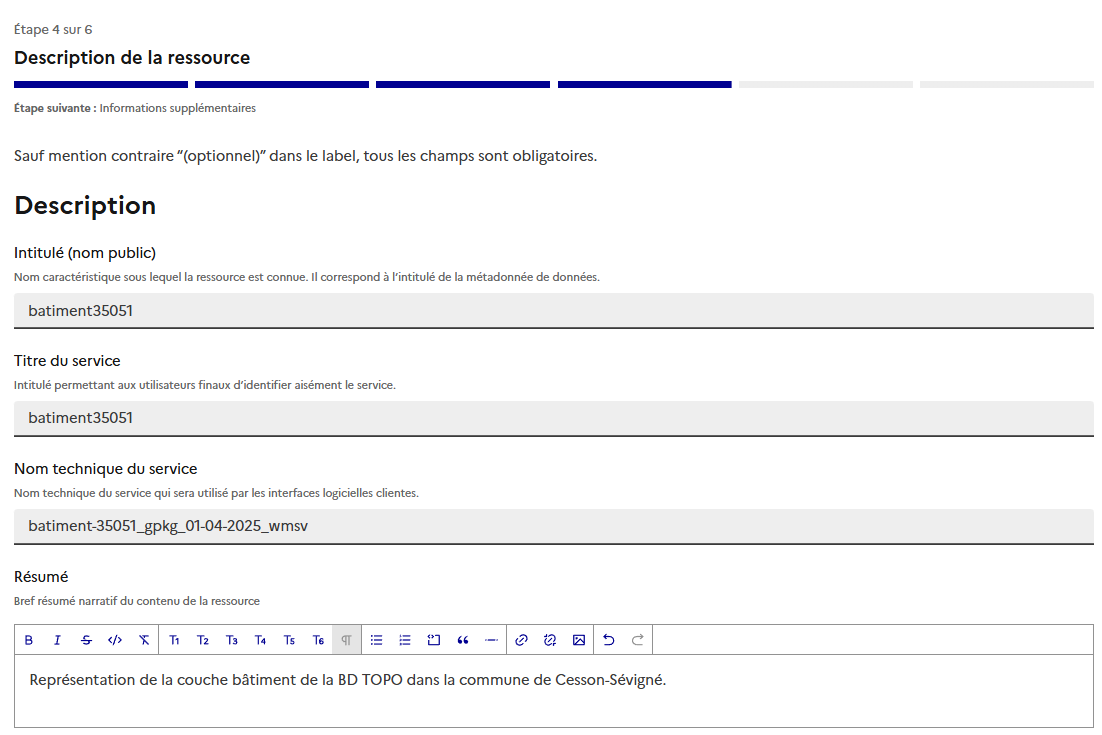 Étape 4 sur 6
Description de la ressource
Étape suivante : Informations supplémentaires
Sauf mention contraire “(optionnel)” dans le label, tous les champs sont obligatoires.
Description
Intitulé (nom public)
Nom caractéristique sous lequel la ressource est connue. Il correspond à l’intitulé de la métadonnée de données.
batiment35051
Titre du service
Intitulé permettant aux utilisateurs finaux d’identifier aisément le service.
batiment35051
Nom technique du service
Nom technique du service qui sera utilisé par les interfaces logicielles clientes.
batiment-35051_gpkg_01-04-2025_wmsv
Résumé
Bref résumé narratif du contenu de la ressource
B I S </> T T1 T2 T3 T4 T5 T6 ¶
Représentation de la couche bâtiment de la BD TOPO dans la commune de Cesson-Sévigné.